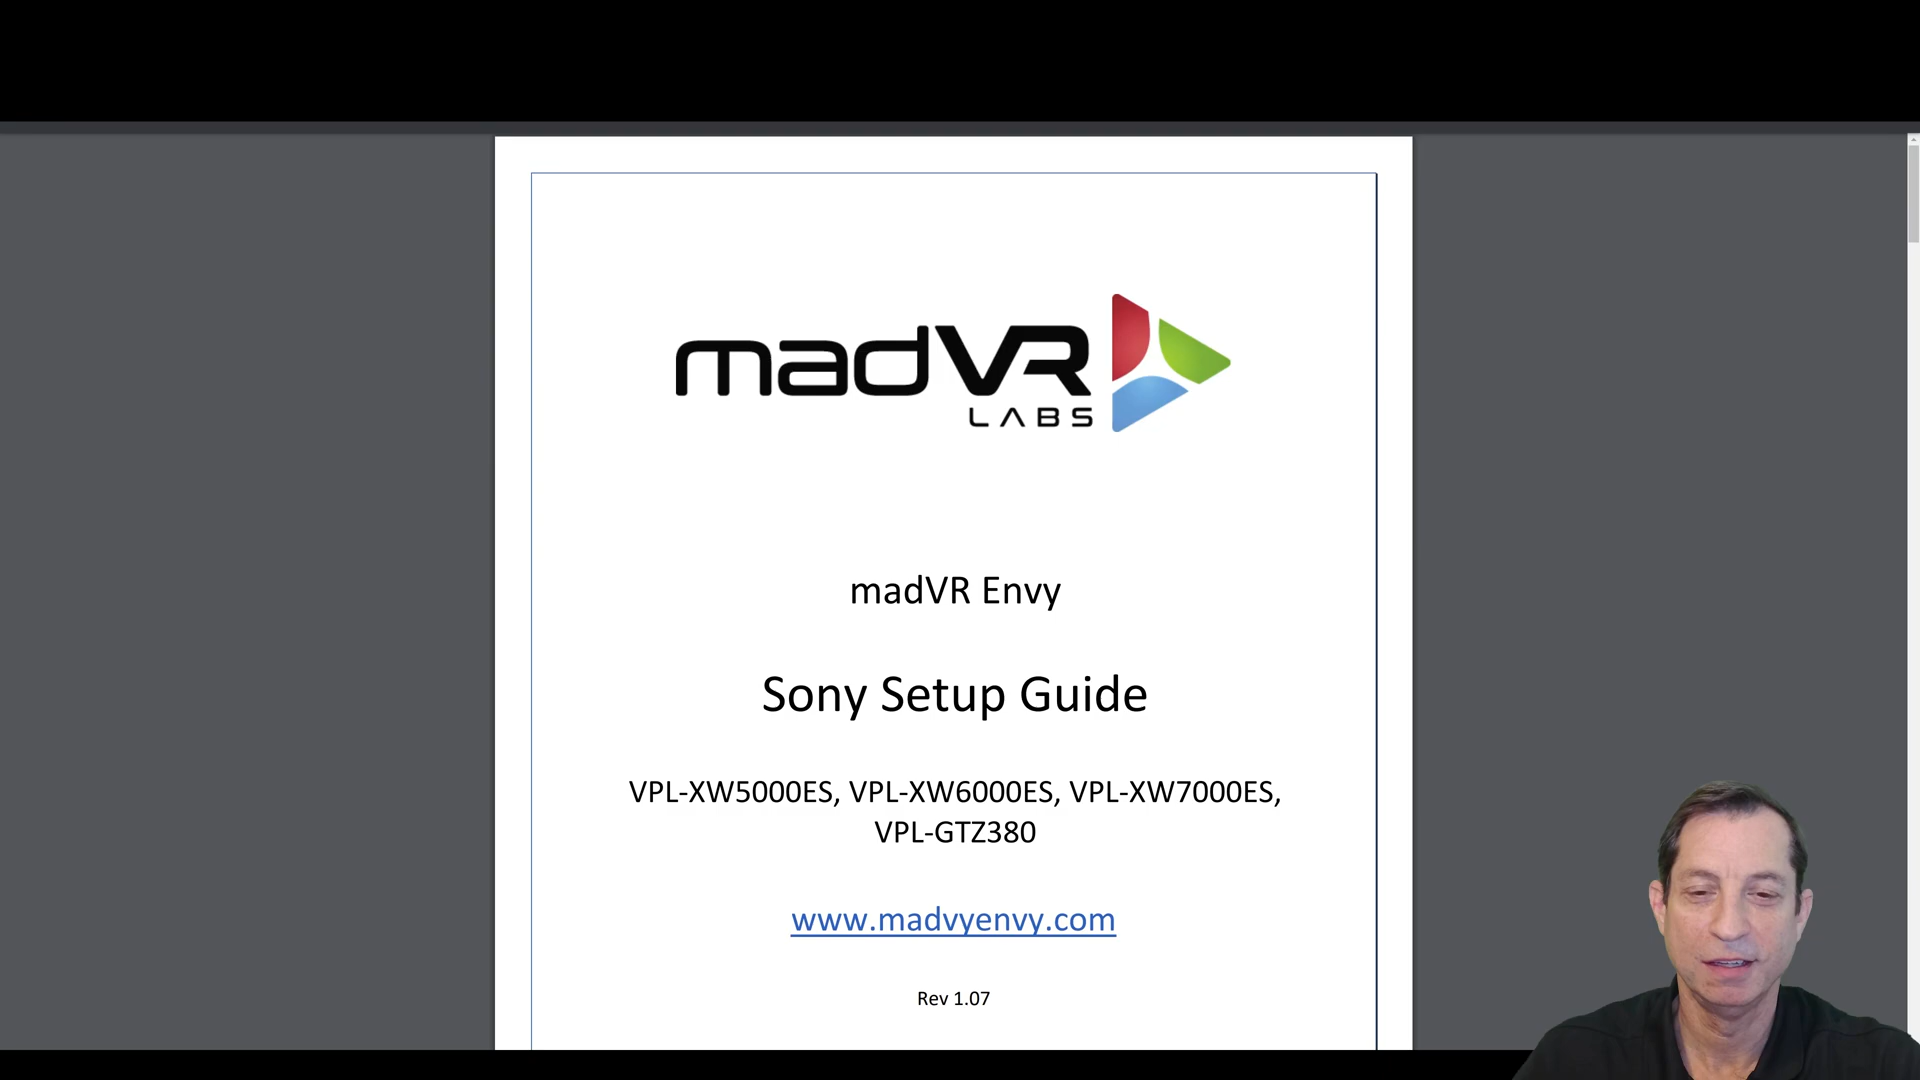 madVR
LABS
madVR Envy
Sony Setup Guide
VPL-XW5000ES, VPL-XW6000ES, VPL-XW7000ES,
VPL-GTZ380
www.madvyenvy.com
Rev 1.07